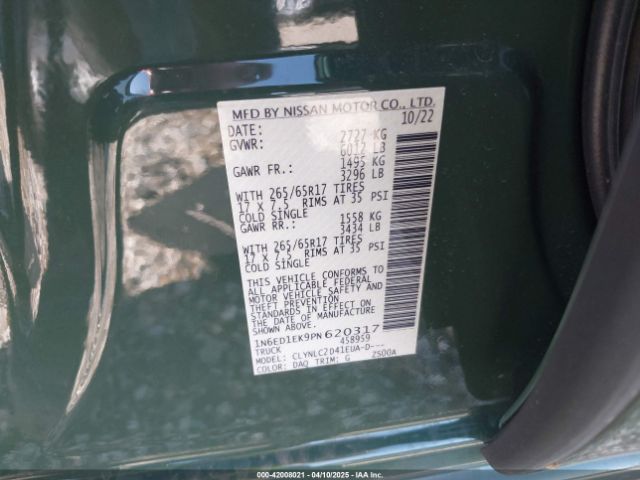 MFD BY NISSAN MOTOR CO., LTD.
DATE: 10/22
GVWR: 2727 KG
6012 LB
GAWR FR.: 1495 KG
3296 LB
WITH 265/65R17 TIRES
17 X 7.5 RIMS AT 35 PSI
COLD SINGLE
GAWR RR.: 1558 KG
3434 LB
WITH 265/65R17 TIRES
17 X 7.5 RIMS AT 35 PSI
COLD SINGLE
THIS VEHICLE CONFORMS TO
ALL APPLICABLE FEDERAL
MOTOR VEHICLE SAFETY AND
THEFT PREVENTION
STANDARDS IN EFFECT ON
THE DATE OF MANUFACTURE
1N6ED1EK9PN620317
TRUCK 458959
MODEL: CLYNLC2D41EUA-D---
COLOR: DAQ TRIM: G 2S00A
000-42008021 | 04/10/2025 - IAA Inc.